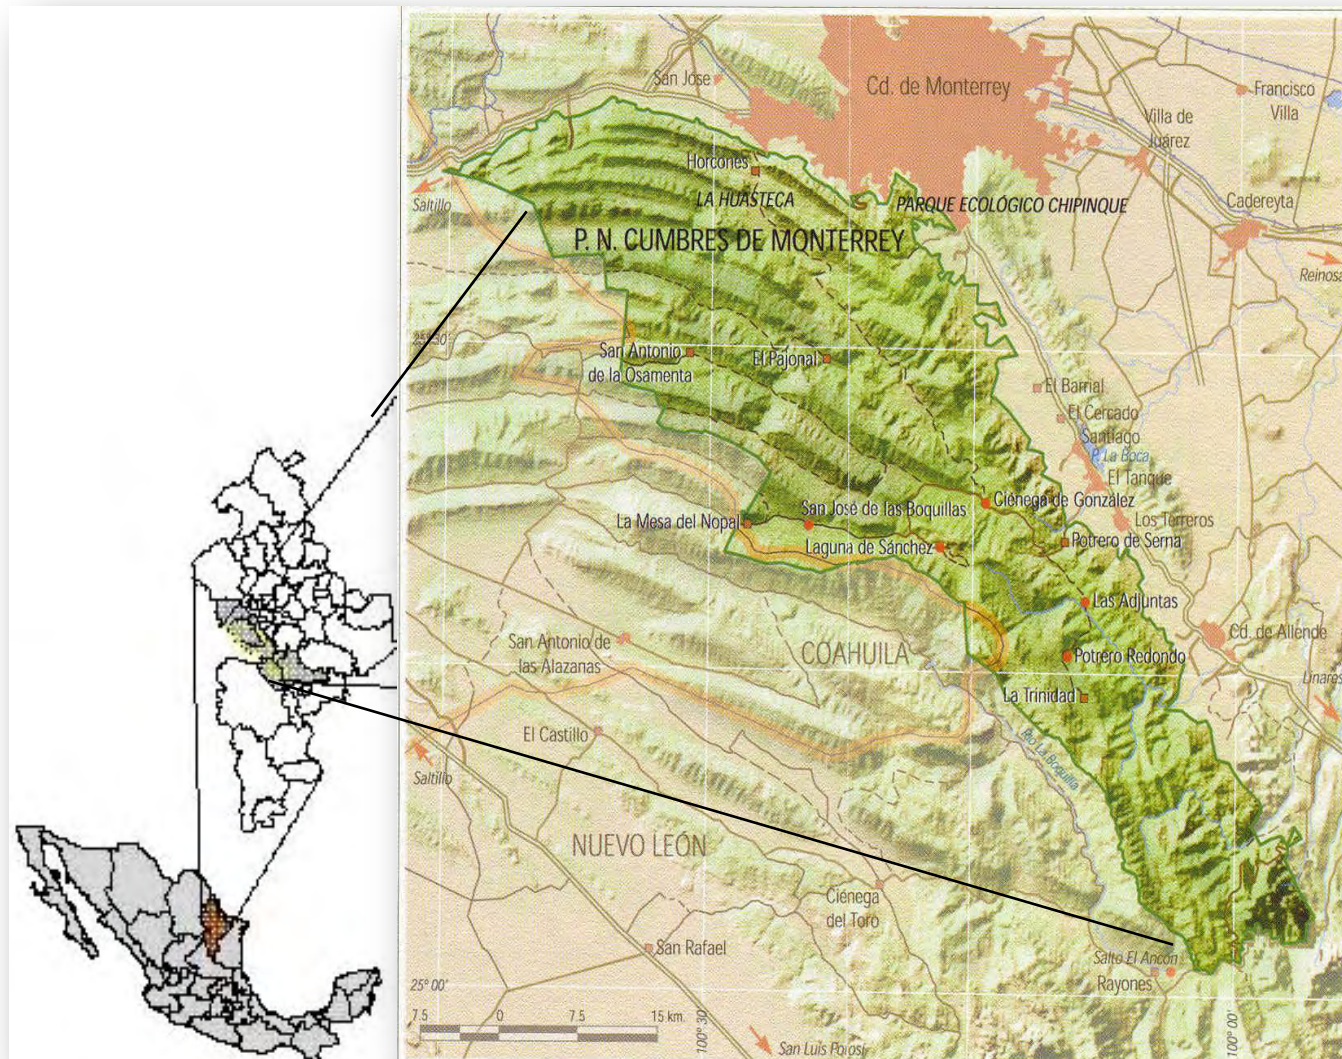 San Jose
Cd. de Monterrey
Francisco
Villa
Villa de
Juárez
Horcones
Saltillo
LA HUASTECA
PARQUE ECOLÓGICO CHIPINQUE
Cadereyta
P. N. CUMBRES DE MONTERREY
Reinosa
25° 30'
San Antonio
de la Osamenta
El Pajonal
El Barrial
El Cercado
Santiago
P. La Boca
El Tanque
Ciénega de González
San José de las Boquillas
La Mesa del Nopal
Los Terreros
Potrero de Serna
Laguna de Sánchez
Las Adjuntas
San Antonio de
las Alazanas
COAHUILA
Cd. de Allende
Potrero Redondo
La Trinidad
Linares
El Castillo
Río La Boquilla
Saltillo
NUEVO LEÓN
Ciénega
del Toro
San Rafael
Salto El Ancón
Rayones
25° 00'
7.5 0 7.5 15 km.
100° 30'
San Luis Potosí
100° 00'